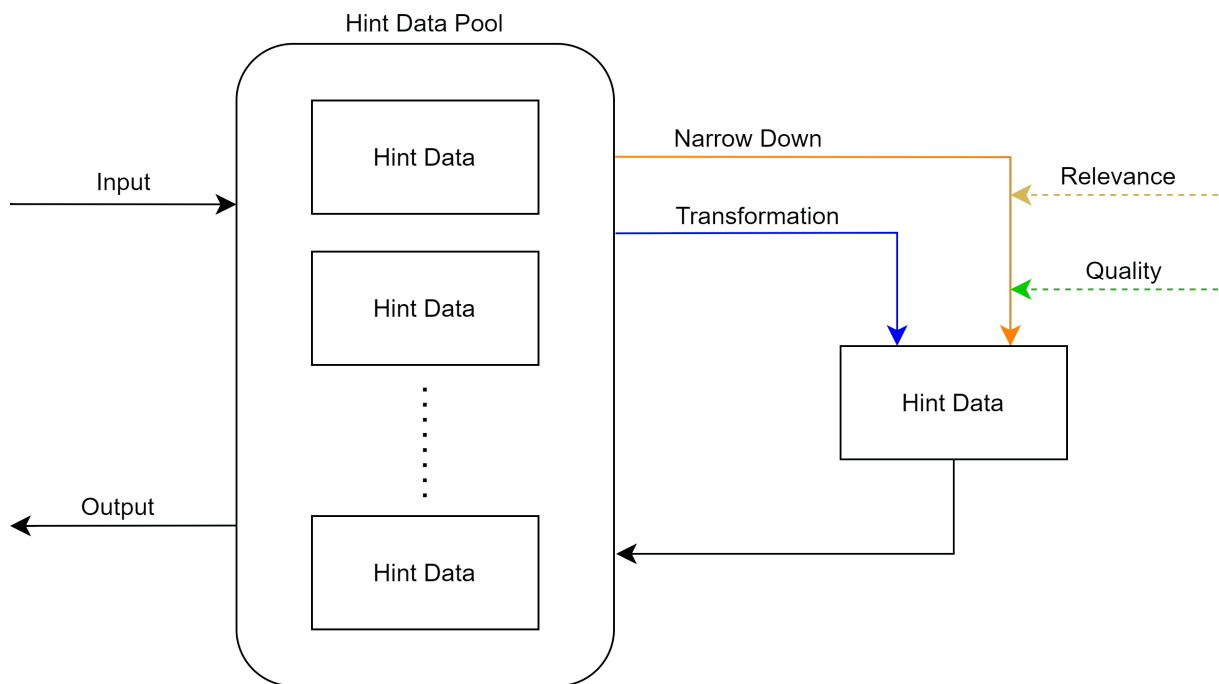 Hint Data Pool
Input
Hint Data
Hint Data
Hint Data
Output
Narrow Down
Transformation
Relevance
Quality
Hint Data